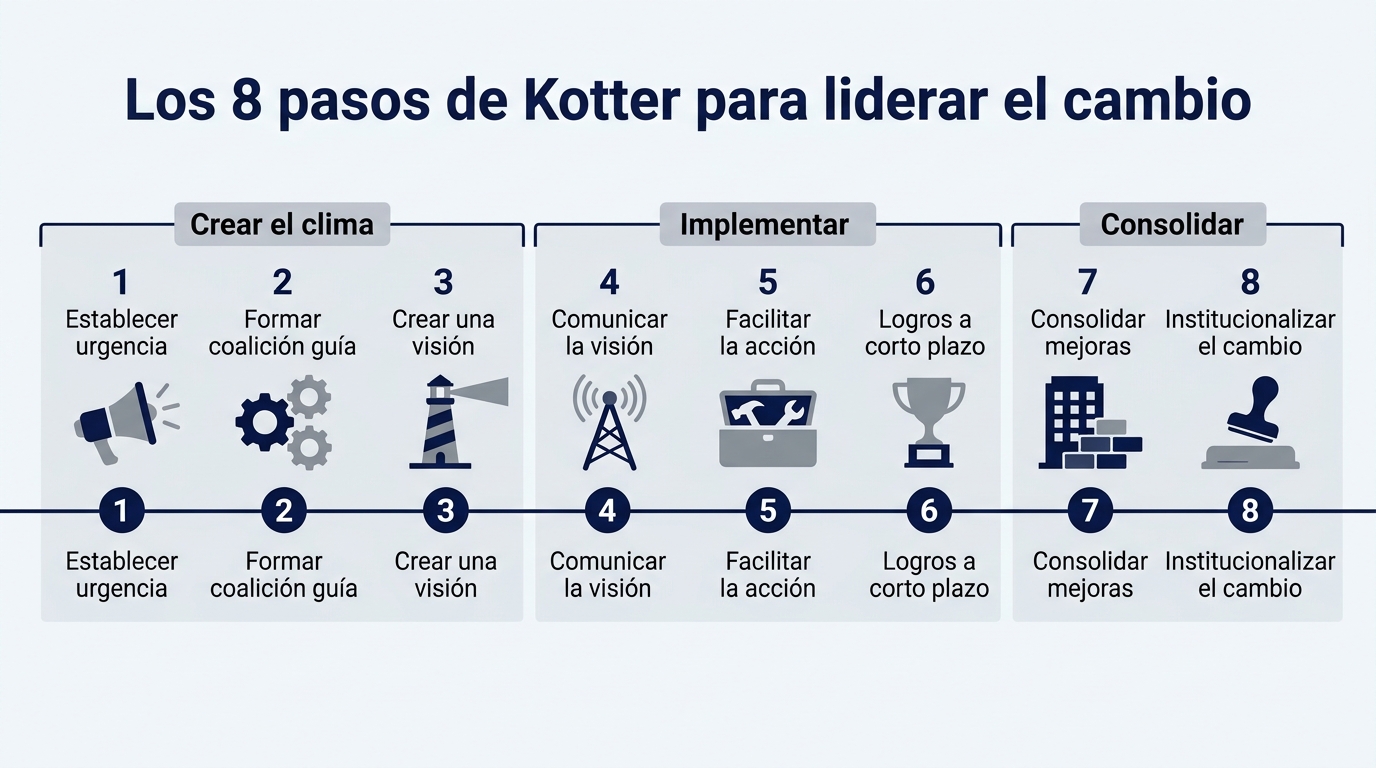 Los 8 pasos de Kotter para liderar el cambio
Crear el clima
1
Establecer
urgencia
2
Formar
coalición guía
3
Crear una
visión
1
Establecer
urgencia
2
Formar
coalición guía
3
Crear una
visión
Implementar
4
Comunicar
la visión
5
Facilitar
la acción
6
Logros a
corto plazo
4
Comunicar
la visión
5
Facilitar
la acción
6
Logros a
corto plazo
Consolidar
7
Consolidar
mejoras
8
Institucionalizar
el cambio
7
Consolidar
mejoras
8
Institucionalizar
el cambio